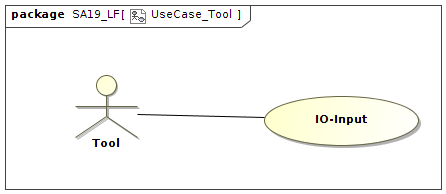 package SA19_LF[ UseCase_Tool ]
IO-Input
Tool